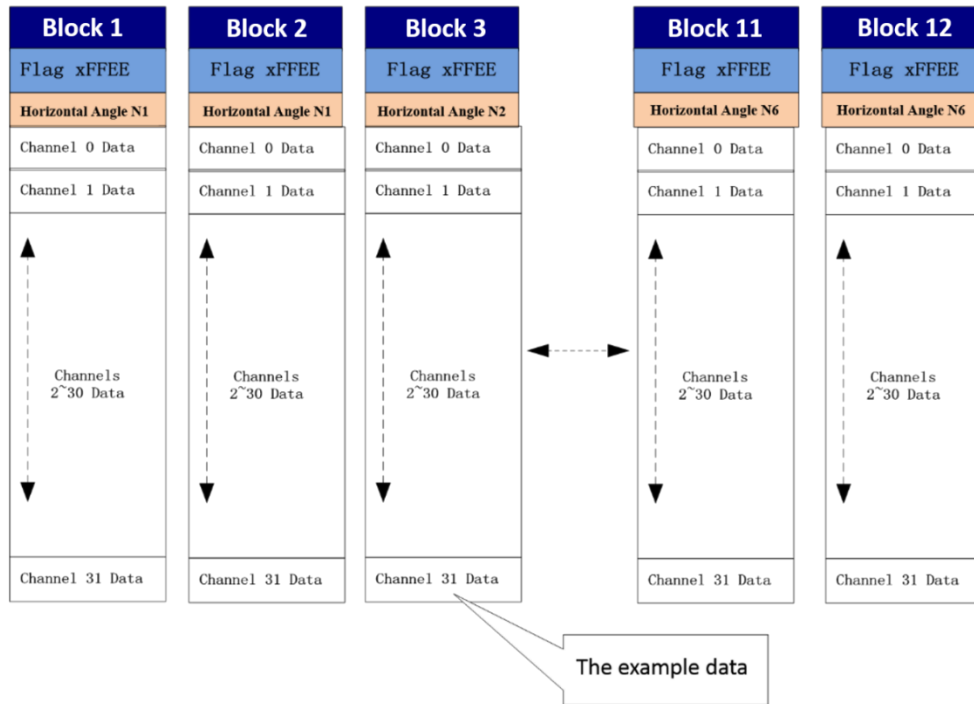 Block 1
Flag xFFEE
Horizontal Angle N1
Channel 0 Data
Channel 1 Data
Channels
2~30 Data
Channel 31 Data
Block 2
Flag xFFEE
Horizontal Angle N1
Channel 0 Data
Channel 1 Data
Channels
2~30 Data
Channel 31 Data
Block 3
Flag xFFEE
Horizontal Angle N2
Channel 0 Data
Channel 1 Data
Channels
2~30 Data
Channel 31 Data
Block 11
Flag xFFEE
Horizontal Angle N6
Channel 0 Data
Channel 1 Data
Channels
2~30 Data
Channel 31 Data
Block 12
Flag xFFEE
Horizontal Angle N6
Channel 0 Data
Channel 1 Data
Channels
2~30 Data
Channel 31 Data
The example data